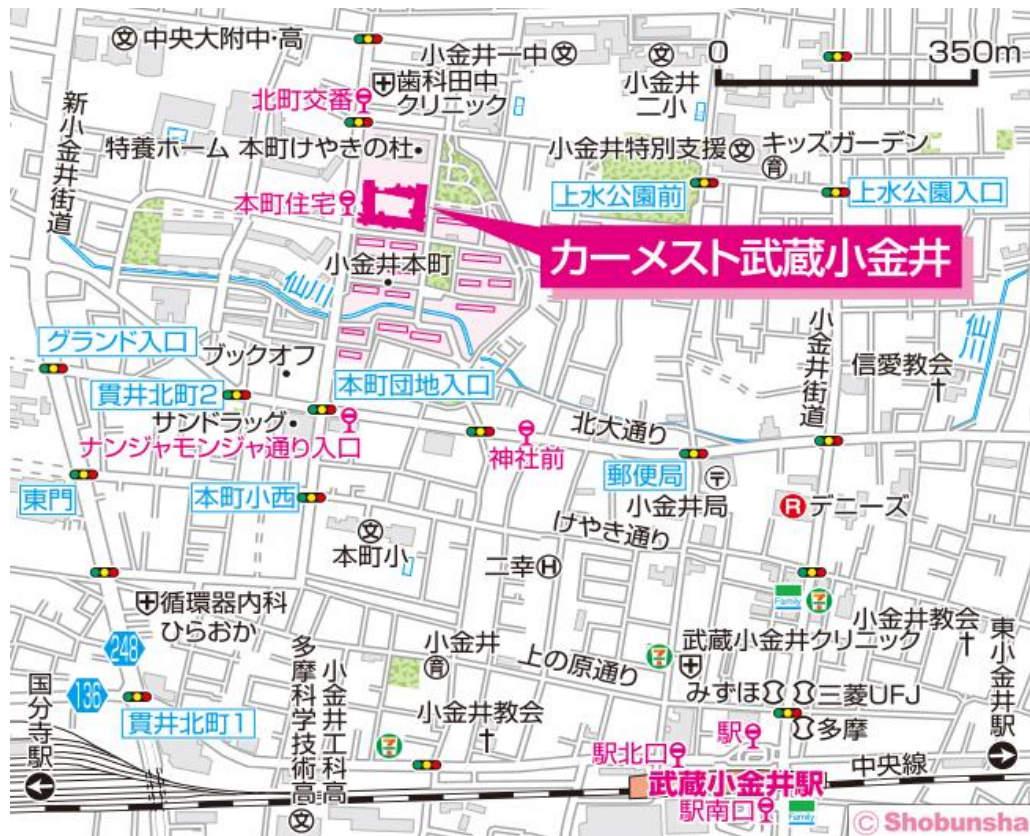 中央大附中・高
小金井一中
小金井
二小
0
350m
新小金井街道
北町交番
歯科田中
クリニック
特養ホーム 本町けやきの杜
小金井特別支援
キッズガーデン
上水公園前
上水公園入口
本町住宅
カーメスト武蔵小金井
小金井本町
仙川
仙川
グランド入口
ブックオフ
小金井街道
信愛教会
貫井北町2
本町団地入口
サンドラッグ
北大通り
ナンジャモンジャ通り入口
神社前
郵便局
東門
本町小西
小金井局
デニーズ
けやき通り
本町小
二幸
循環器内科
ひらおか
Family
小金井教会
武蔵小金井クリニック
248
小金井
上の原通り
136
多摩科学技術高
小金井工科高
東小金井駅
みずほ
三菱UFJ
国分寺駅
貫井北町1
小金井教会
駅
多摩
駅北口
中央線
武蔵小金井駅
駅南口
Family
© Shobunsha